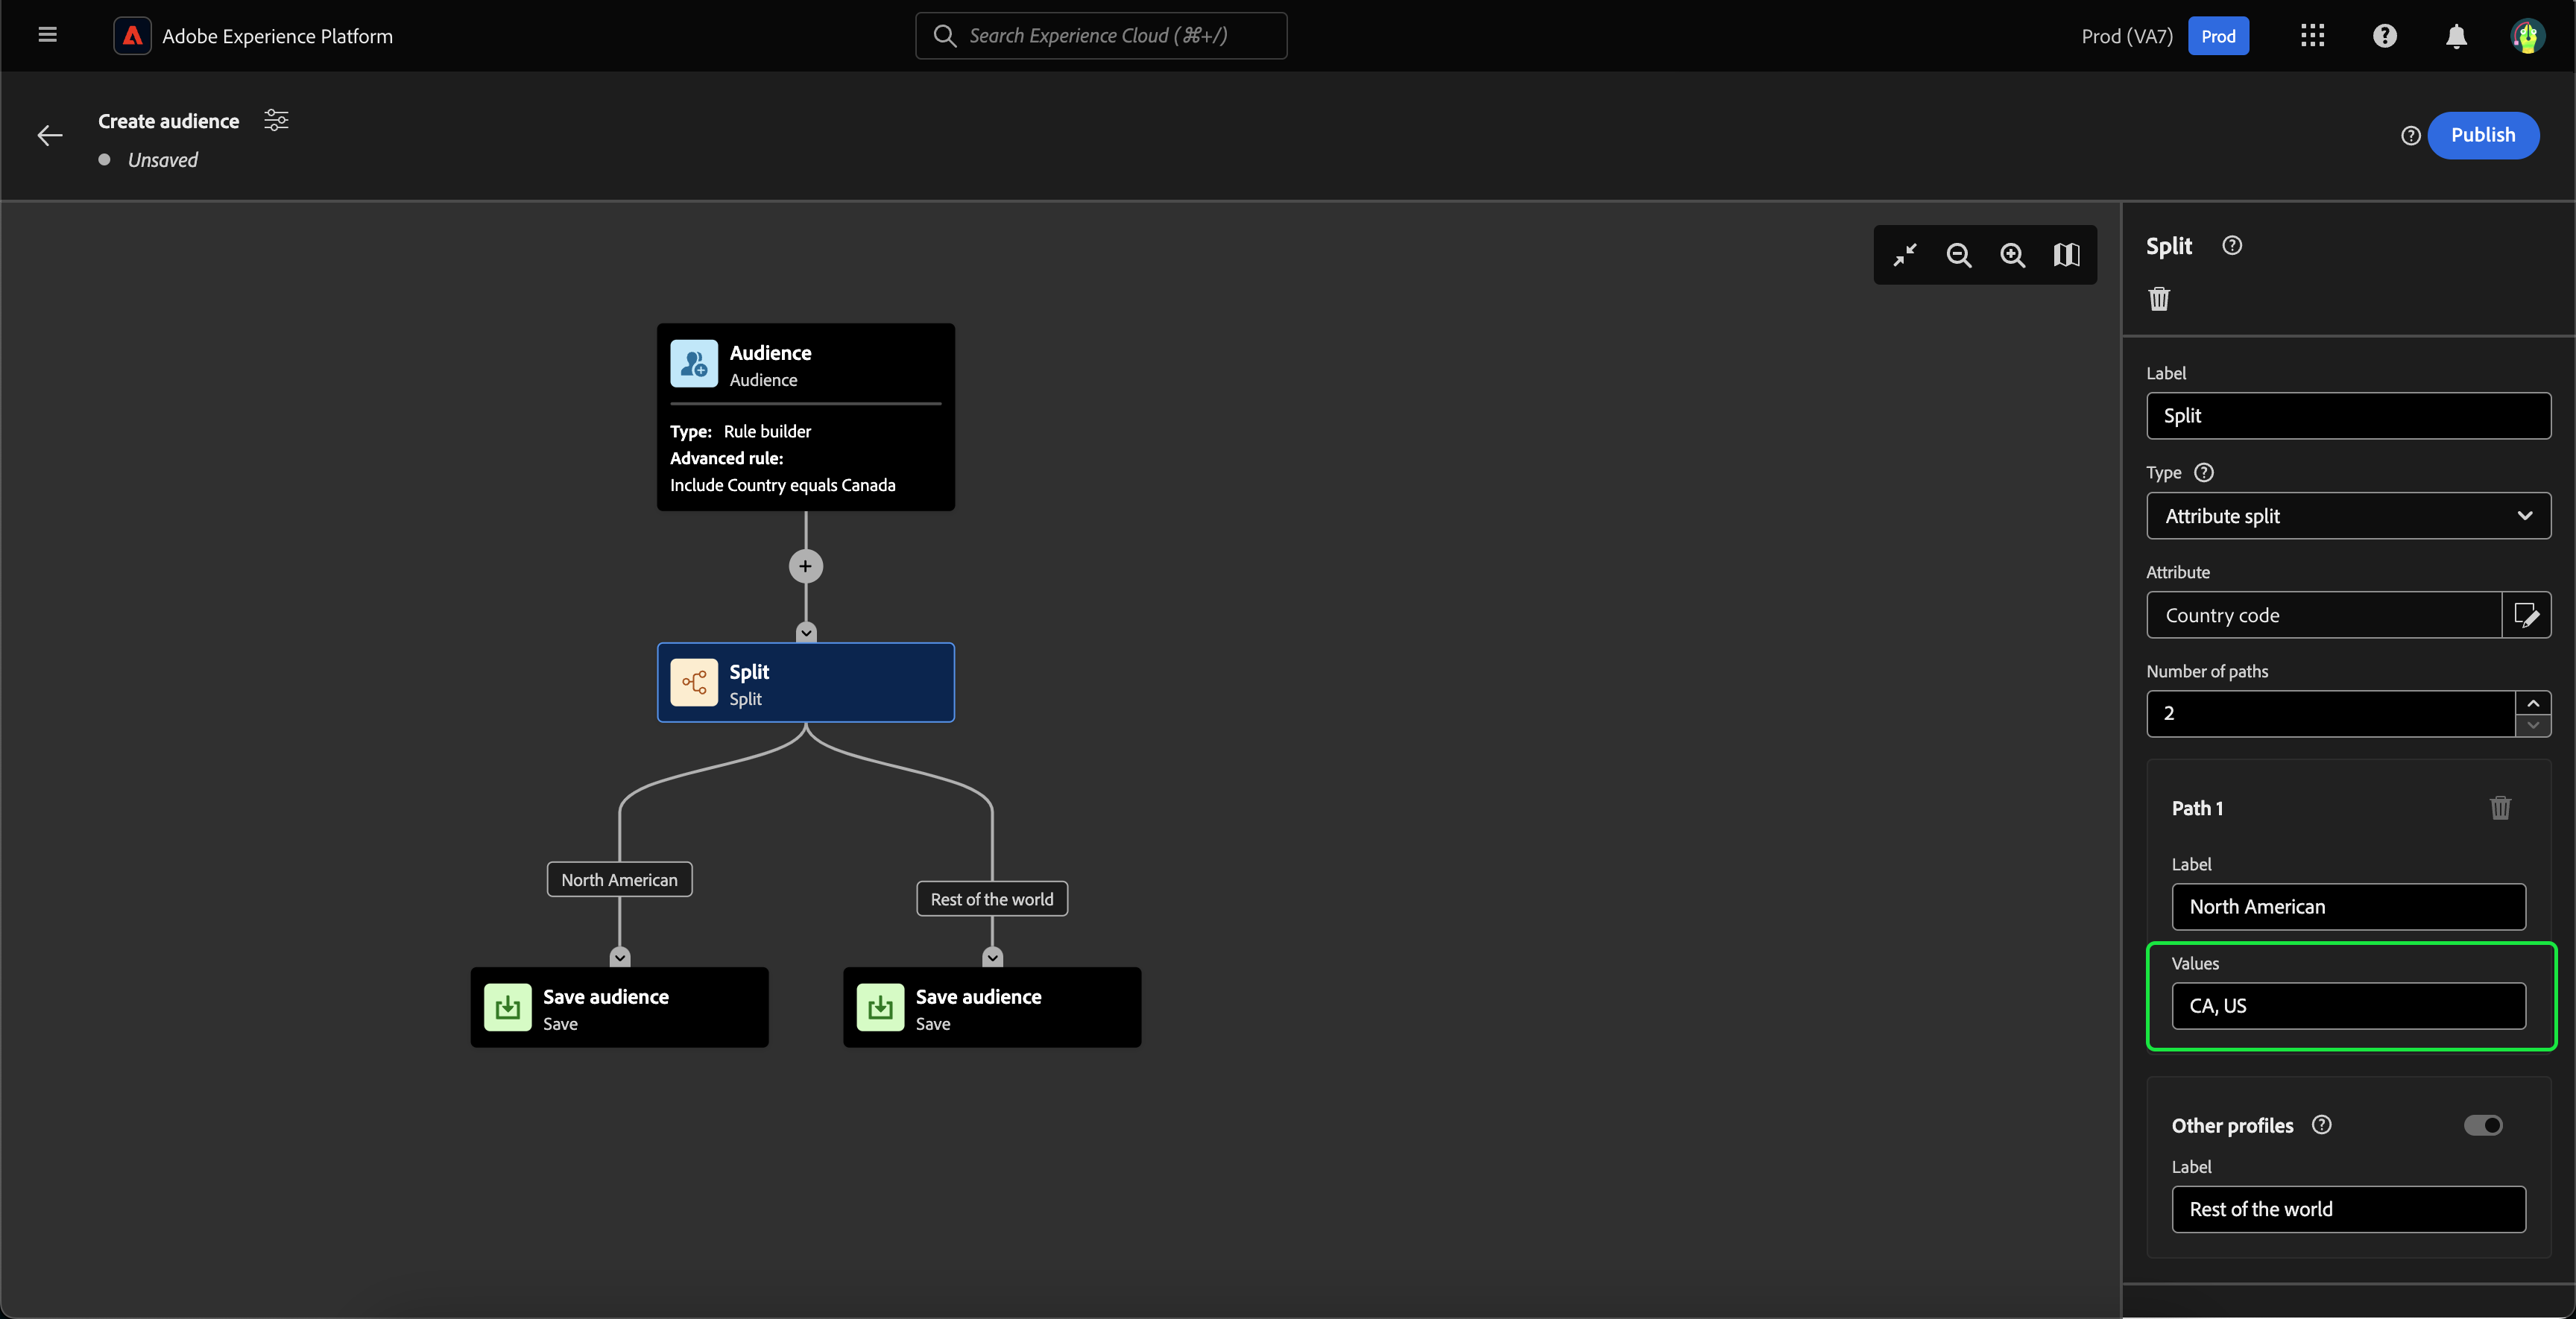 Adobe Experience Platform
Search Experience Cloud (⌘+/)
Prod (VA7)
Prod
Create audience
Unsaved
Publish
Audience
Audience
Type: Rule builder
Advanced rule:
Include Country equals Canada
Split
Split
North American
Rest of the world
Save audience
Save
Save audience
Save
Split
Label
Split
Type
Attribute split
Attribute
Country code
Number of paths
2
Path 1
Label
North American
Values
CA, US
Other profiles
Label
Rest of the world